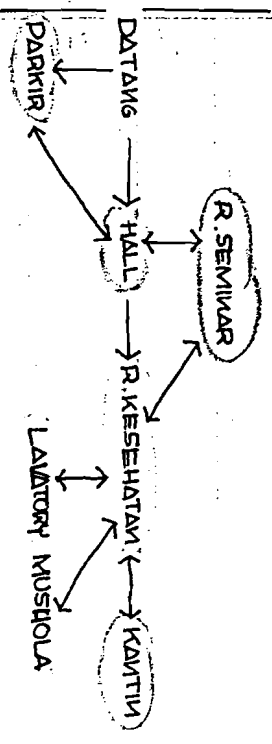 R. SEMINAR
DATANG
HALL
R. KESEHATAN
KANTIN
PARKIR
LAVATORY
MUSHOLA